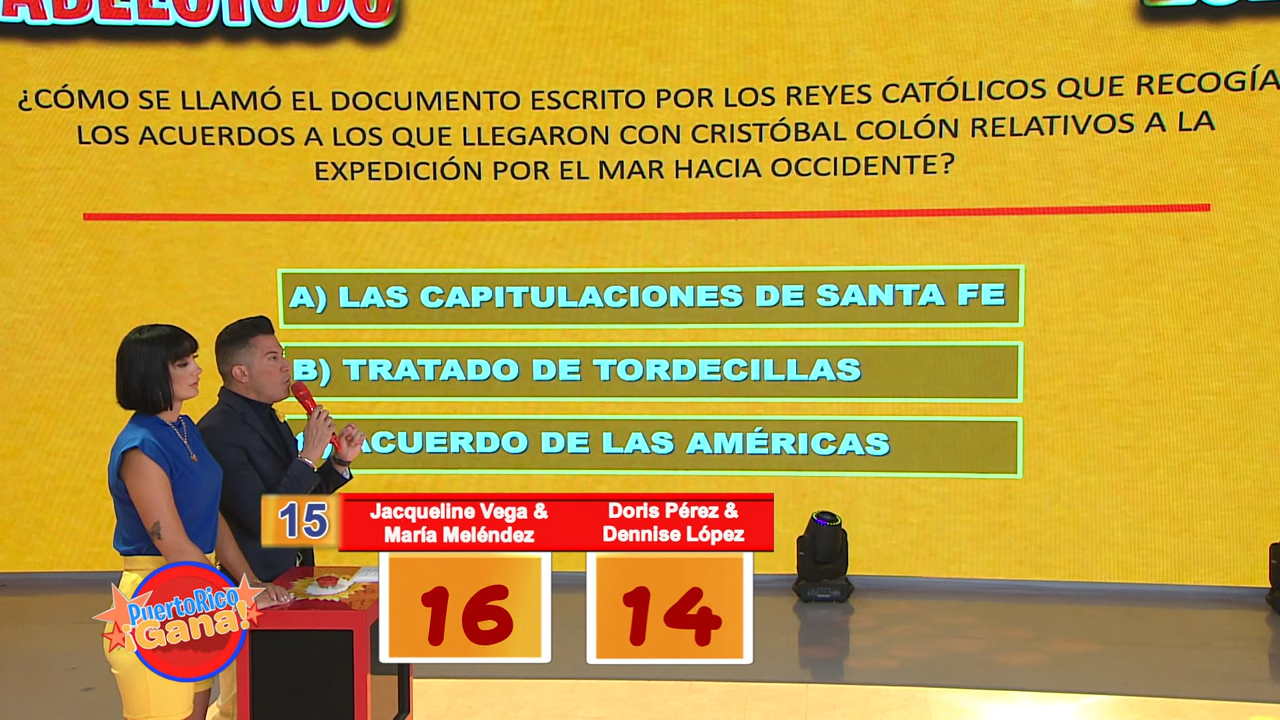 ¿CÓMO SE LLAMÓ EL DOCUMENTO ESCRITO POR LOS REYES CATÓLICOS QUE RECOGÍA
LOS ACUERDOS A LOS QUE LLEGARON CON CRISTÓBAL COLÓN RELATIVOS A LA
EXPEDICIÓN POR EL MAR HACIA OCCIDENTE?
A) LAS CAPITULACIONES DE SANTA FE
B) TRATADO DE TORDECILLAS
ACUERDO DE LAS AMÉRICAS
15
Jacqueline Vega &
María Meléndez
Doris Pérez &
Dennise López
16
14
PuertoRico
¡Gana!